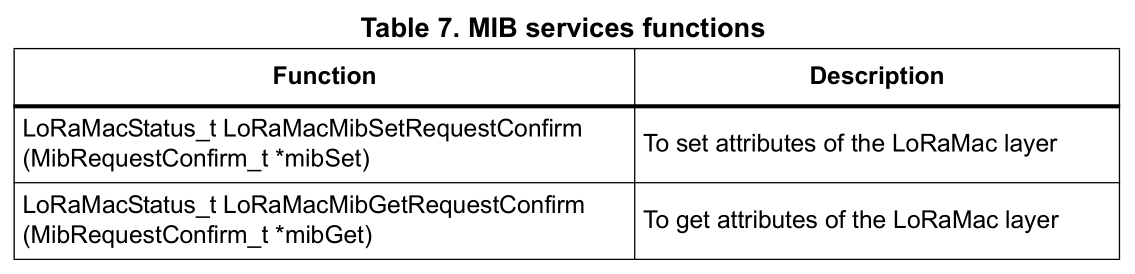 Table 7. MIB services functions
Function
Description
LoRaMacStatus_t LoRaMacMibSetRequestConfirm
(MibRequestConfirm_t *mibSet)
To set attributes of the LoRaMac layer
LoRaMacStatus_t LoRaMacMibGetRequestConfirm
(MibRequestConfirm_t *mibGet)
To get attributes of the LoRaMac layer